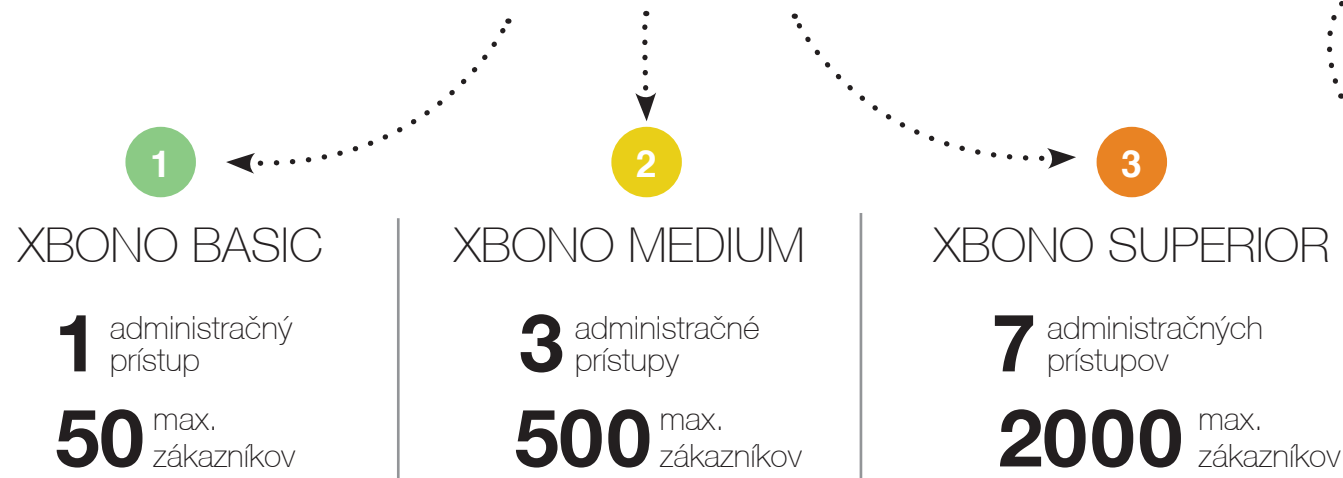 1
XBONO BASIC
1 administračný
prístup
50 max.
zákazníkov
2
XBONO MEDIUM
3 administračné
prístupy
500 max.
zákazníkov
3
XBONO SUPERIOR
7 administračných
prístupov
2000 max.
zákazníkov